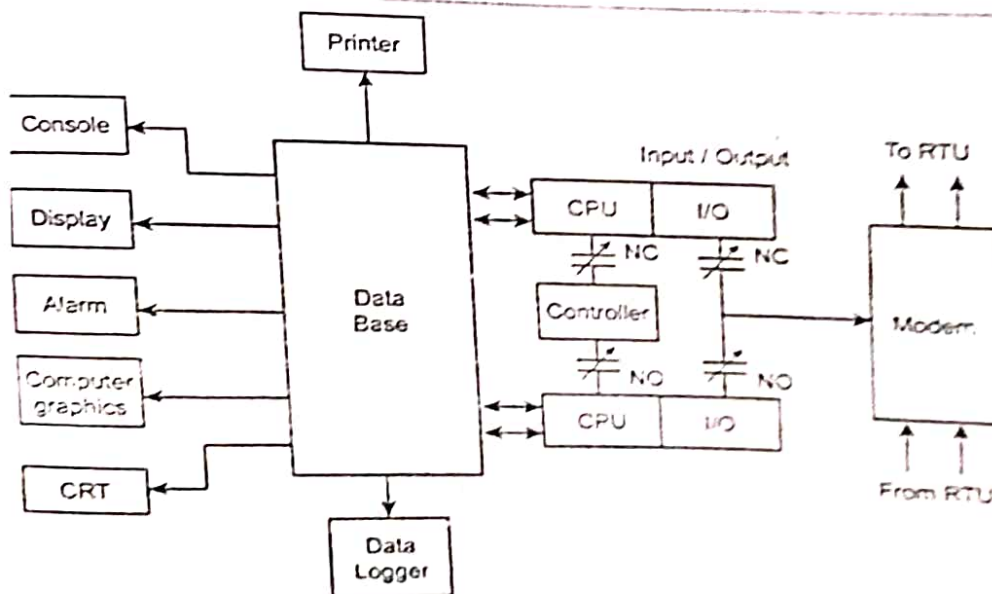 Printer
Console
Input / Output
To RTU
CPU
I/O
Display
NC
NC
Data
Base
Alarm
Controller
Modem
Computer
graphics
NO
NO
CPU
I/O
CRT
From RTU
Data
Logger